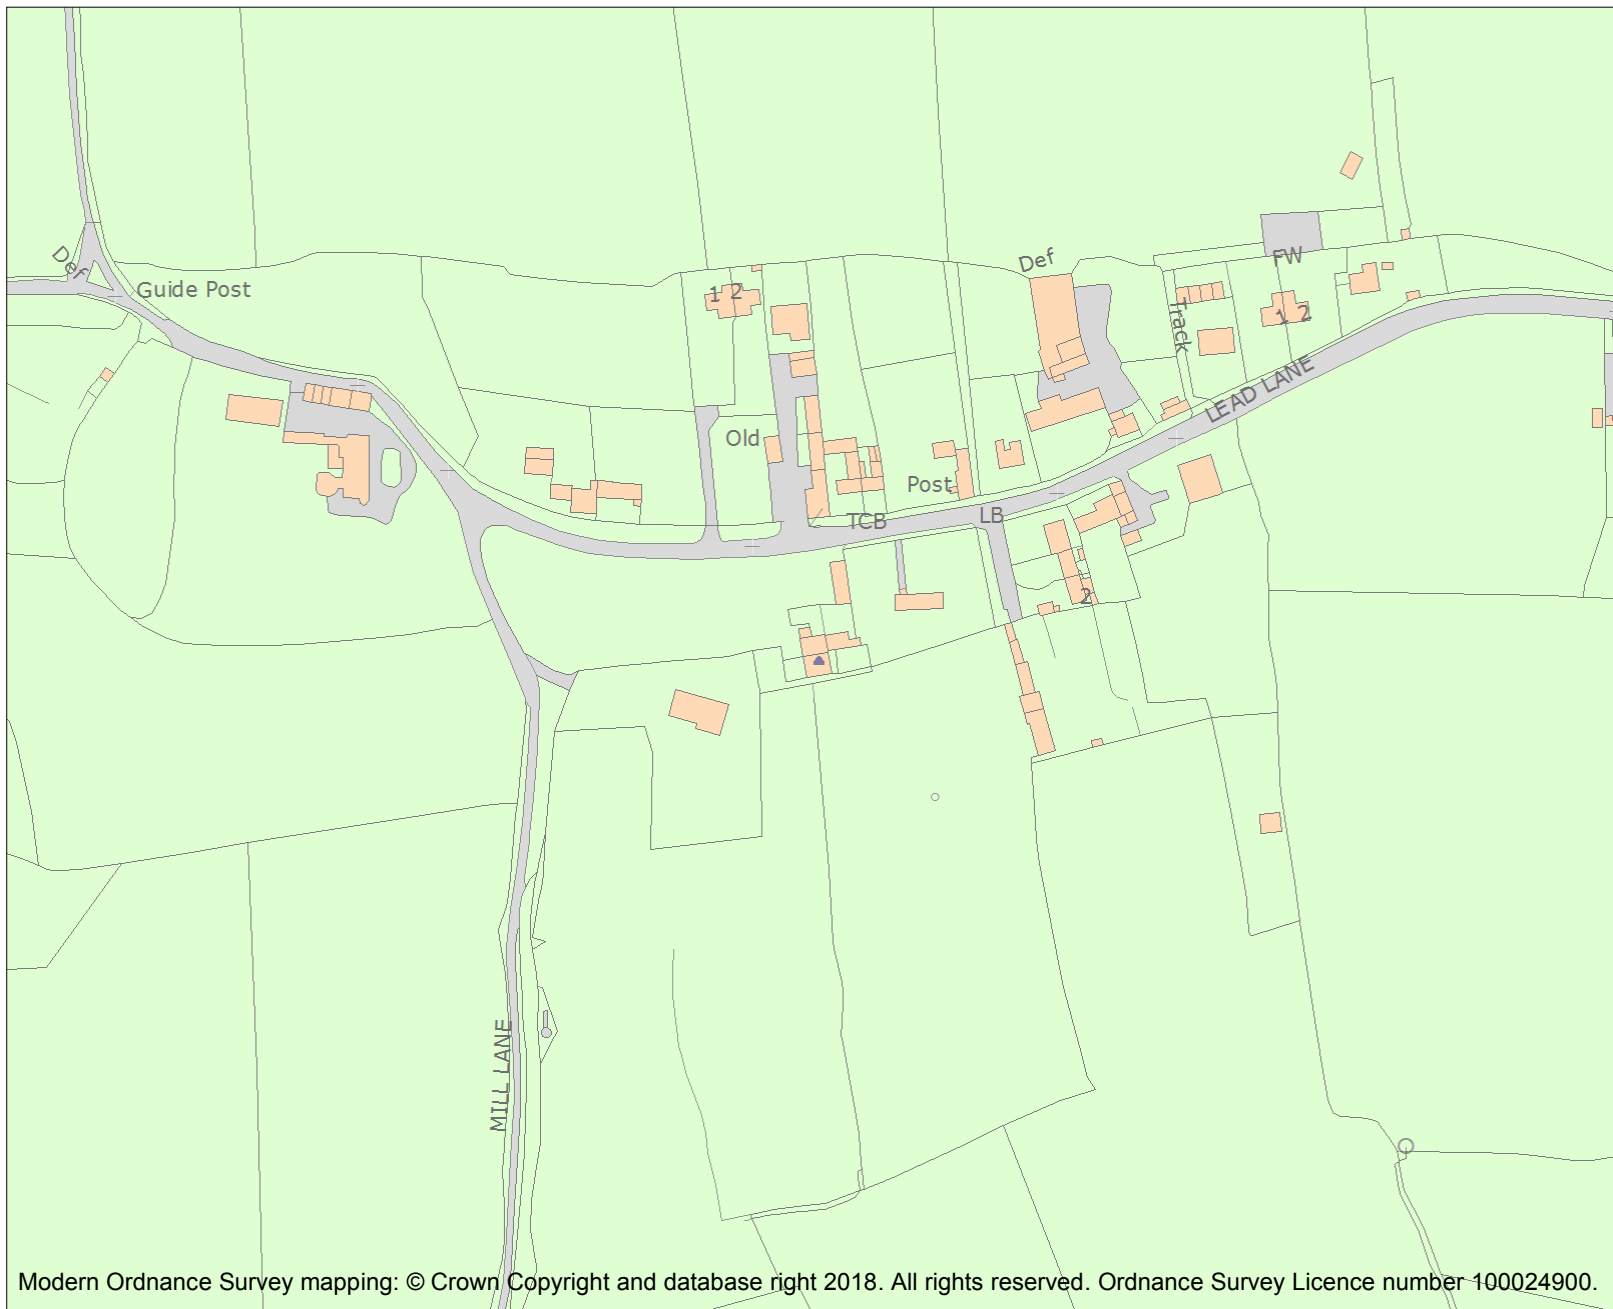 Def
Guide Post
1 2
Def
FW
Track
1 2
LEAD LANE
Old
Post
TCB
LB
2
MILL LANE
Modern Ordnance Survey mapping: © Crown Copyright and database right 2018. All rights reserved. Ordnance Survey Licence number 100024900.